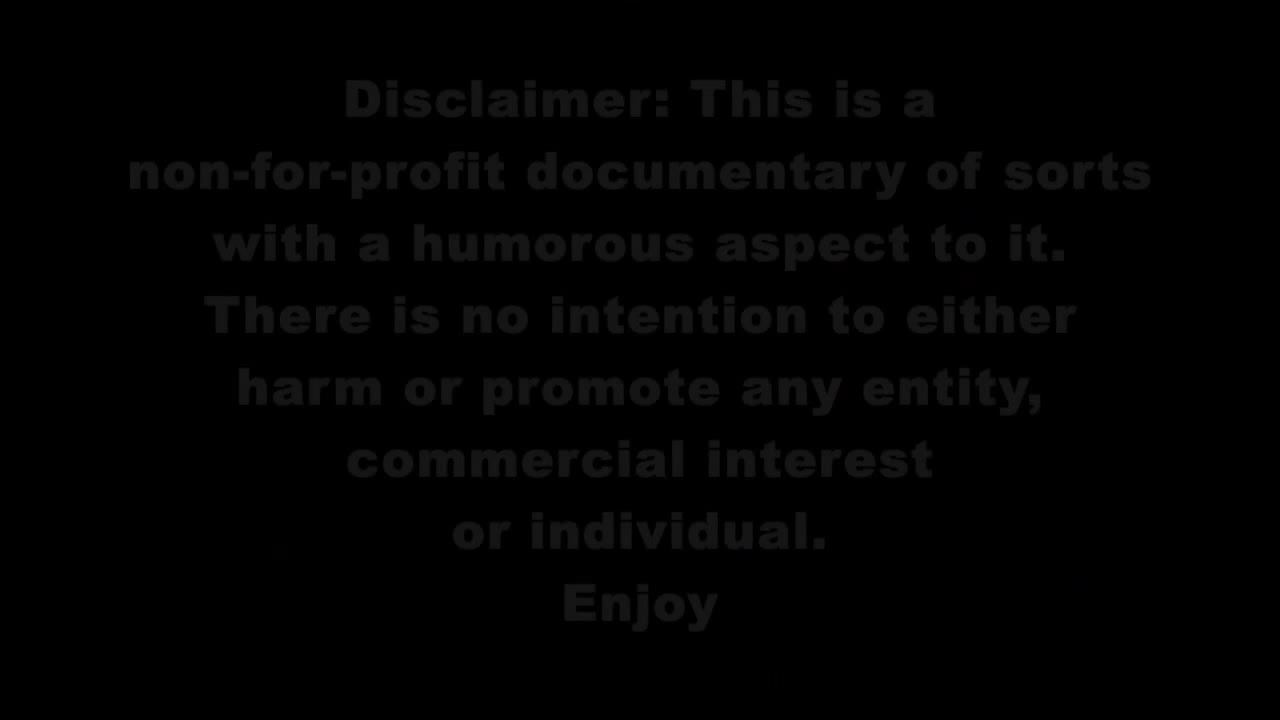 Disclaimer: This is a
non-for-profit documentary of sorts
with a humorous aspect to it.
There is no intention to either
harm or promote any entity,
commercial interest
or individual.
Enjoy